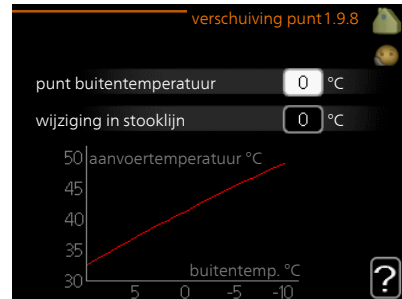 verschuiving punt 1.9.8
punt buitentemperatuur 0 °C
wijziging in stooklijn 0 °C
50 aanvoertemperatuur °C
45
40
35
30
buitentemp. °C
5 0 -5 -10
?